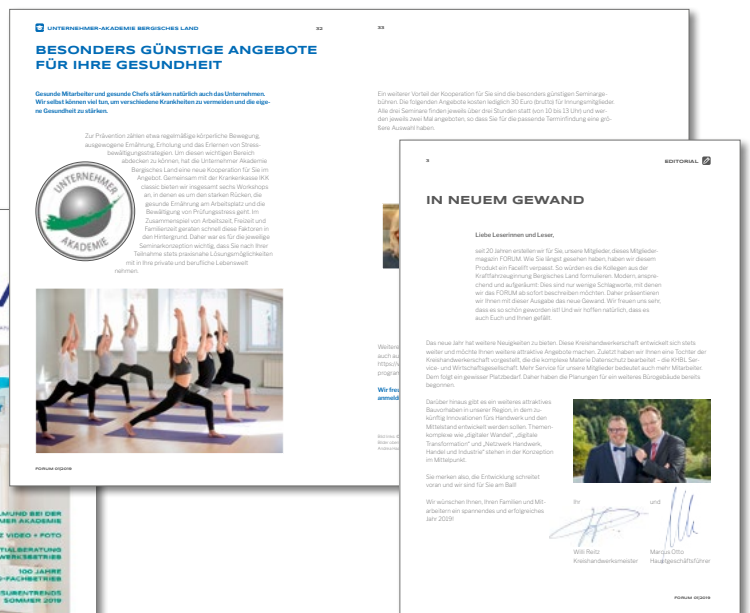 UNTERNEHMER-AKADEMIE BERGISCHES LAND
32
BESONDERS GÜNSTIGE ANGEBOTE
FÜR IHRE GESUNDHEIT
Gesunde Mitarbeiter und gesunde Chefs stärken natürlich auch das Unternehmen.
Wir selbst können viel tun, um verschiedene Krankheiten zu vermeiden und die eige-
ne Gesundheit zu stärken.
Zur Prävention zählen etwa regelmäßige körperliche Bewegung,
ausgewogene Ernährung, Erholung und das Erlernen von Stress-
bewältigungsstrategien. Um diesen wichtigen Bereich
abdecken zu können, hat die Unternehmer Akademie
Bergisches Land eine neue Kooperation für Sie im
Angebot: Gemeinsam mit der Krankenkasse IKK
classic bieten wir insgesamt sechs Workshops
an, in denen es um den starken Rücken, die
gesunde Ernährung am Arbeitsplatz und die
Bewältigung von Prüfungsstress geht. Im
Zusammenspiel von Arbeitszeit, Freizeit und
Familienzeit geraten schnell diese Faktoren in
den Hintergrund. Daher war es für die jeweilige
Seminarkonzeption wichtig, dass Sie nach Ihrer
Teilnahme stets praxisnahe Lösungsmöglichkeiten
mit in Ihre private und berufliche Lebenswelt
nehmen.
UNTERNEHMER
AKADEMIE
FORUM 01|2019
33
Ein weiterer Vorteil der Kooperation für Sie sind die besonders günstigen Seminarge-
bühren. Die folgenden Angebote kosten lediglich 30 Euro (brutto) für Innungsmitglieder.
Alle drei Seminare finden jeweils über drei Stunden statt (von 10 bis 13 Uhr) und wer-
den jeweils zwei Mal angeboten, so dass Sie für die passende Terminfindung eine grö-
ßere Auswahl haben.
Weitere
auch au
https://
program
Wir freu
anmeld
3
EDITORIAL
IN NEUEM GEWAND
Liebe Leserinnen und Leser,
seit 20 Jahren erstellen wir für Sie, unsere Mitglieder, dieses Mitglieder-
magazin FORUM. Wie Sie längst gesehen haben, haben wir diesem
Produkt ein Facelift verpasst. So würden es die Kollegen aus der
Kraftfahrzeuginnung Bergisches Land formulieren. Modern, anspre-
chend und aufgeräumt: Dies sind nur wenige Schlagworte, mit denen
wir das FORUM ab sofort beschreiben möchten. Daher präsentieren
wir Ihnen mit dieser Ausgabe das neue Gewand. Wir freuen uns sehr,
dass es so schön geworden ist! Und wir hoffen natürlich, dass es
auch Euch und Ihnen gefällt.
Das neue Jahr hat weitere Neuigkeiten zu bieten. Diese Kreishandwerkerschaft entwickelt sich stets
weiter und möchte Ihnen weitere attraktive Angebote machen. Zuletzt haben wir Ihnen eine Tochter der
Kreishandwerkerschaft vorgestellt, die die komplexe Materie Datenschutz bearbeitet – die KHBL Ser-
vice- und Wirtschaftsgesellschaft. Mehr Service für unsere Mitglieder bedeutet auch mehr Mitarbeiter.
Dem folgt ein gewisser Platzbedarf. Daher haben die Planungen für ein weiteres Bürogebäude bereits
begonnen.
Darüber hinaus gibt es ein weiteres attraktives
Bauvorhaben in unserer Region, in dem zu-
künftig Innovationen fürs Handwerk und den
Mittelstand entwickelt werden sollen. Themen-
komplexe wie „digitaler Wandel“, „digitale
Transformation“ und „Netzwerk Handwerk,
Handel und Industrie“ stehen in der Konzeption
im Mittelpunkt.
Sie merken also, die Entwicklung schreitet
voran und wir sind für Sie am Ball!
Wir wünschen Ihnen, Ihren Familien und Mit-
arbeitern ein spannendes und erfolgreiches
Jahr 2019!
Ihr und
Willi Reitz Marcus Otto
Kreishandwerksmeister Hauptgeschäftsführer
FORUM 01|2019
LMUND BEI DER
MER AKADEMIE
Z VIDEO + FOTO
TIALBERATUNG
WERKSBETRIEB
100 JAHRE
-FACHBETRIEB
SUBENTRENDS
SOMMER 2019